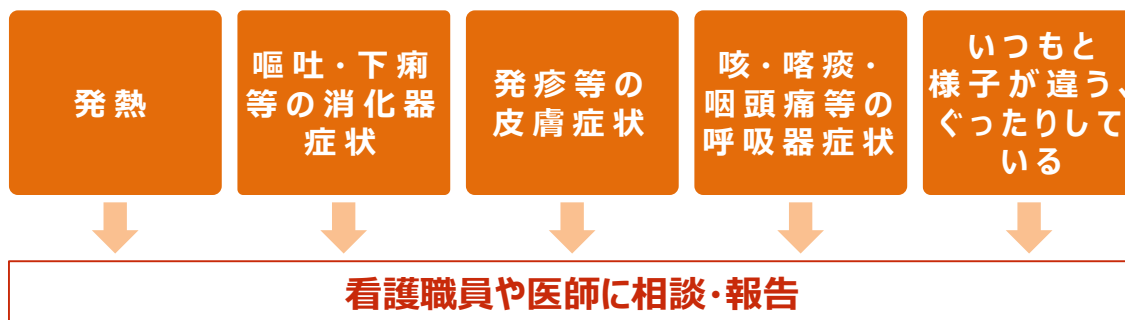 発熱
嘔吐・下痢
等の消化器
症状
発疹等の
皮膚症状
咳・喀痰・
咽頭痛等の
呼吸器症状
いつもと
様子が違う、
ぐったりして
いる
看護職員や医師に相談・報告